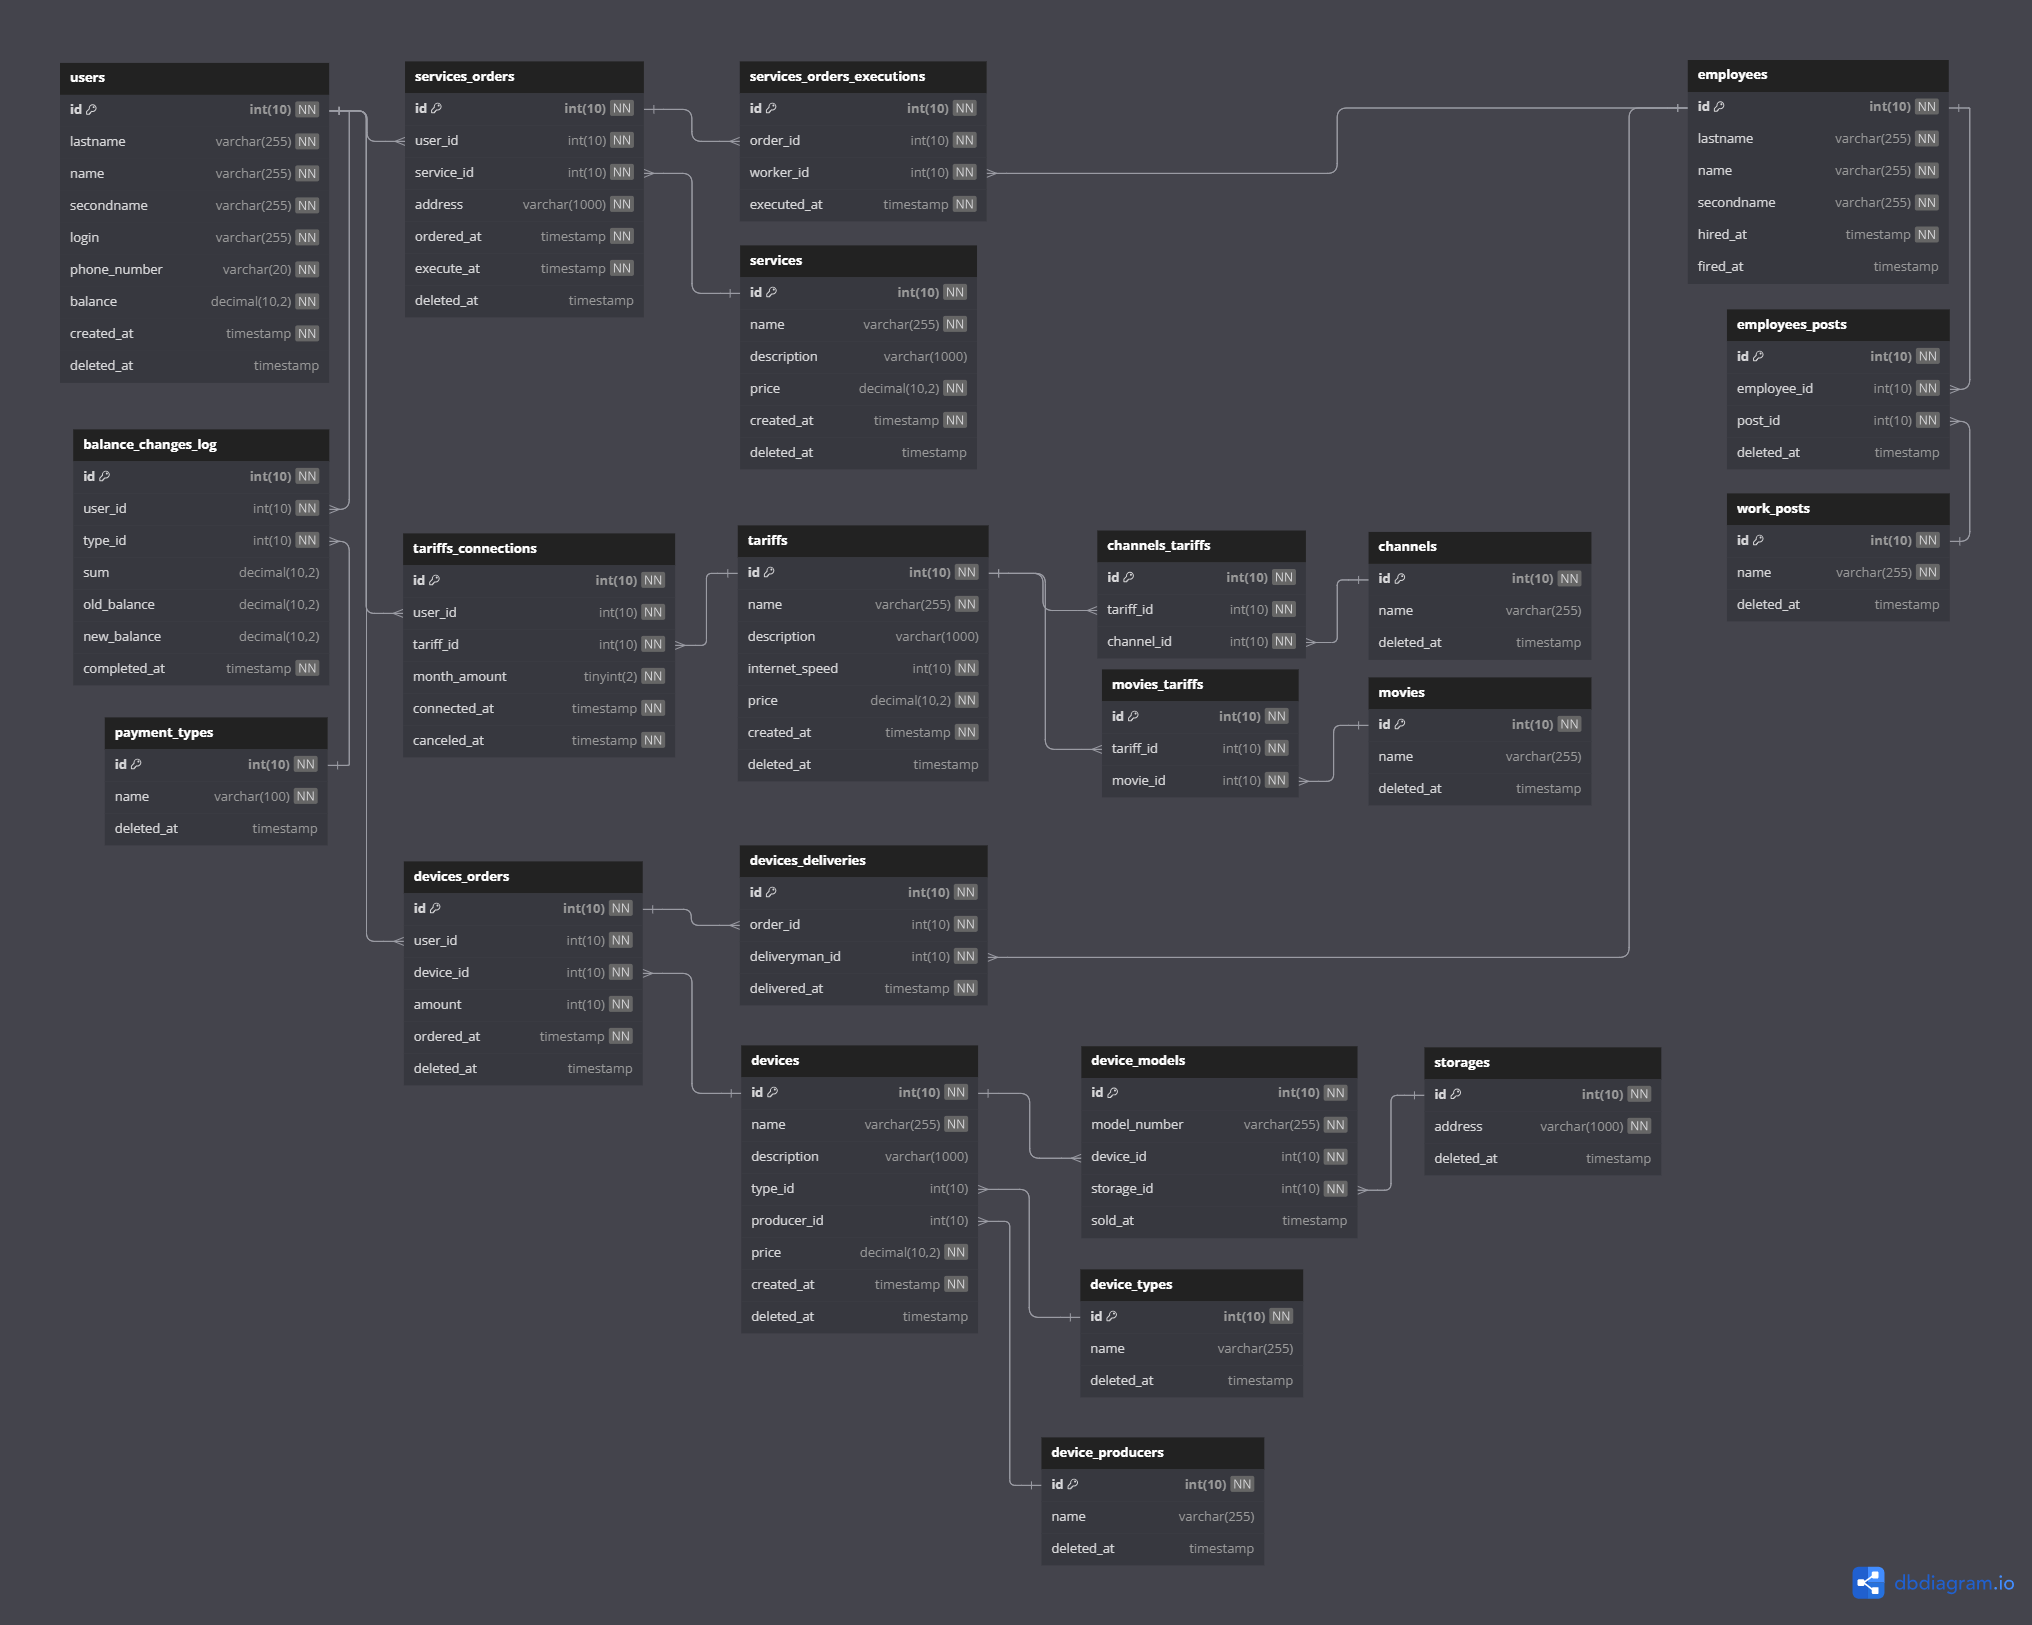 users
id int(10) NN
lastname varchar(255) NN
name varchar(255) NN
secondname varchar(255) NN
login varchar(255) NN
phone_number varchar(20) NN
balance decimal(10,2) NN
created_at timestamp NN
deleted_at timestamp
balance_changes_log
id int(10) NN
user_id int(10) NN
type_id int(10) NN
sum decimal(10,2)
old_balance decimal(10,2)
new_balance decimal(10,2)
completed_at timestamp NN
payment_types
id int(10) NN
name varchar(100) NN
deleted_at timestamp
services_orders
id int(10) NN
user_id int(10) NN
service_id int(10) NN
address varchar(1000) NN
ordered_at timestamp NN
execute_at timestamp NN
deleted_at timestamp
services_orders_executions
id int(10) NN
order_id int(10) NN
worker_id int(10) NN
executed_at timestamp NN
services
id int(10) NN
name varchar(255) NN
description varchar(1000)
price decimal(10,2) NN
created_at timestamp NN
deleted_at timestamp
employees
id int(10) NN
lastname varchar(255) NN
name varchar(255) NN
secondname varchar(255) NN
hired_at timestamp NN
fired_at timestamp
employees_posts
id int(10) NN
employee_id int(10) NN
post_id int(10) NN
deleted_at timestamp
work_posts
id int(10) NN
name varchar(255) NN
deleted_at timestamp
tariffs_connections
id int(10) NN
user_id int(10) NN
tariff_id int(10) NN
month_amount tinyint(2) NN
connected_at timestamp NN
canceled_at timestamp NN
tariffs
id int(10) NN
name varchar(255) NN
description varchar(1000)
internet_speed int(10) NN
price decimal(10,2) NN
created_at timestamp NN
deleted_at timestamp
channels_tariffs
id int(10) NN
tariff_id int(10) NN
channel_id int(10) NN
channels
id int(10) NN
name varchar(255)
deleted_at timestamp
movies_tariffs
id int(10) NN
tariff_id int(10) NN
movie_id int(10) NN
movies
id int(10) NN
name varchar(255)
deleted_at timestamp
devices_orders
id int(10) NN
user_id int(10) NN
device_id int(10) NN
amount int(10) NN
ordered_at timestamp NN
deleted_at timestamp
devices_deliveries
id int(10) NN
order_id int(10) NN
deliveryman_id int(10) NN
delivered_at timestamp NN
devices
id int(10) NN
name varchar(255) NN
description varchar(1000)
type_id int(10)
producer_id int(10)
price decimal(10,2) NN
created_at timestamp NN
deleted_at timestamp
device_models
id int(10) NN
model_number varchar(255) NN
device_id int(10) NN
storage_id int(10) NN
sold_at timestamp
storages
id int(10) NN
address varchar(1000) NN
deleted_at timestamp
device_types
id int(10) NN
name varchar(255)
deleted_at timestamp
device_producers
id int(10) NN
name varchar(255)
deleted_at timestamp
dbdiagram.io